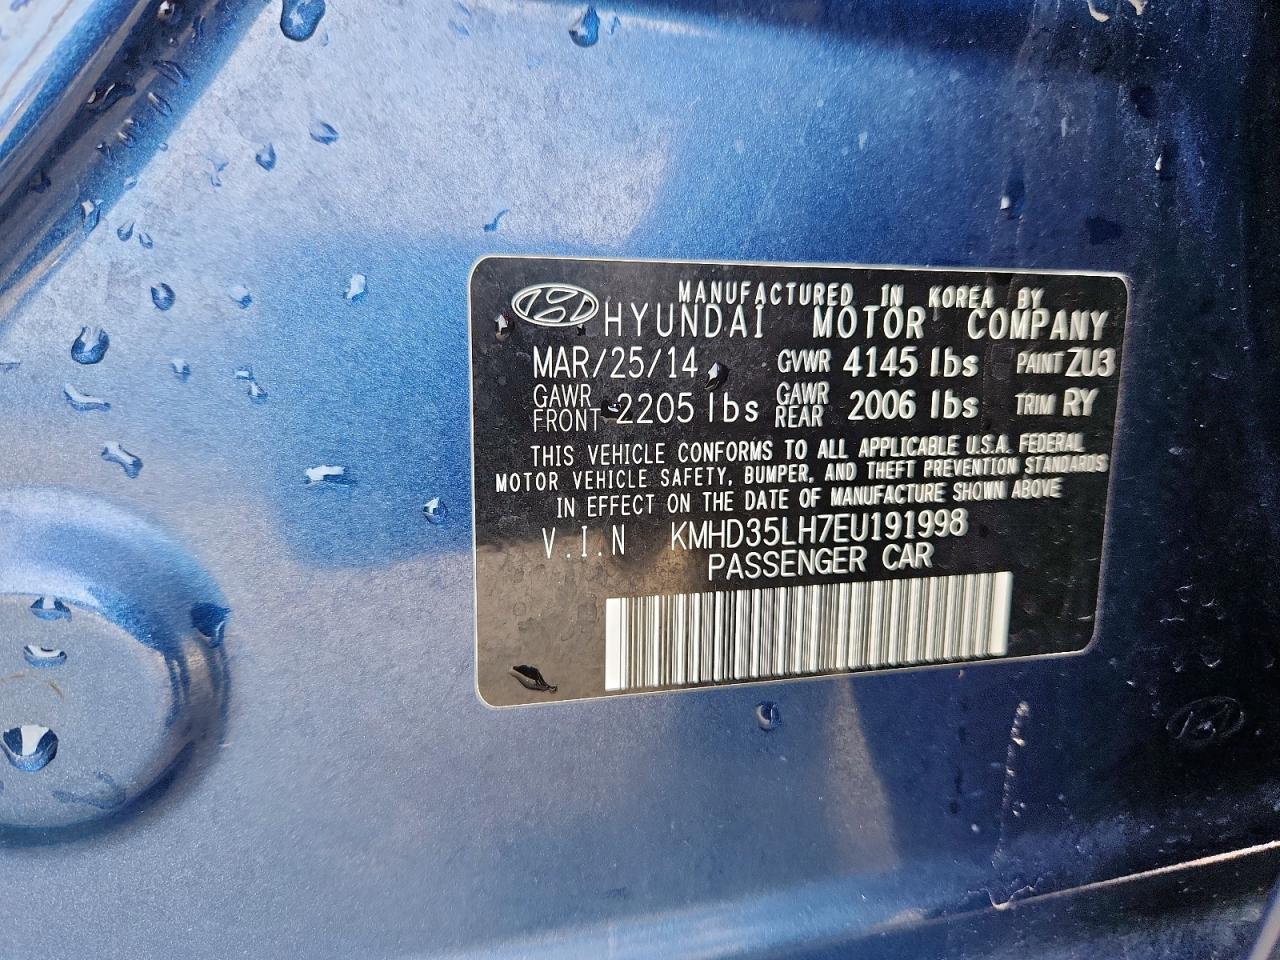 MANUFACTURED IN KOREA BY
HYUNDAI MOTOR COMPANY
MAR/25/14 GVWR 4145 lbs PAINT ZU3
GAWR FRONT 2205 lbs GAWR REAR 2006 lbs TRIM RY
THIS VEHICLE CONFORMS TO ALL APPLICABLE U.S.A. FEDERAL
MOTOR VEHICLE SAFETY, BUMPER, AND THEFT PREVENTION STANDARDS
IN EFFECT ON THE DATE OF MANUFACTURE SHOWN ABOVE
V.I.N KMHD35LH7EU191998
PASSENGER CAR